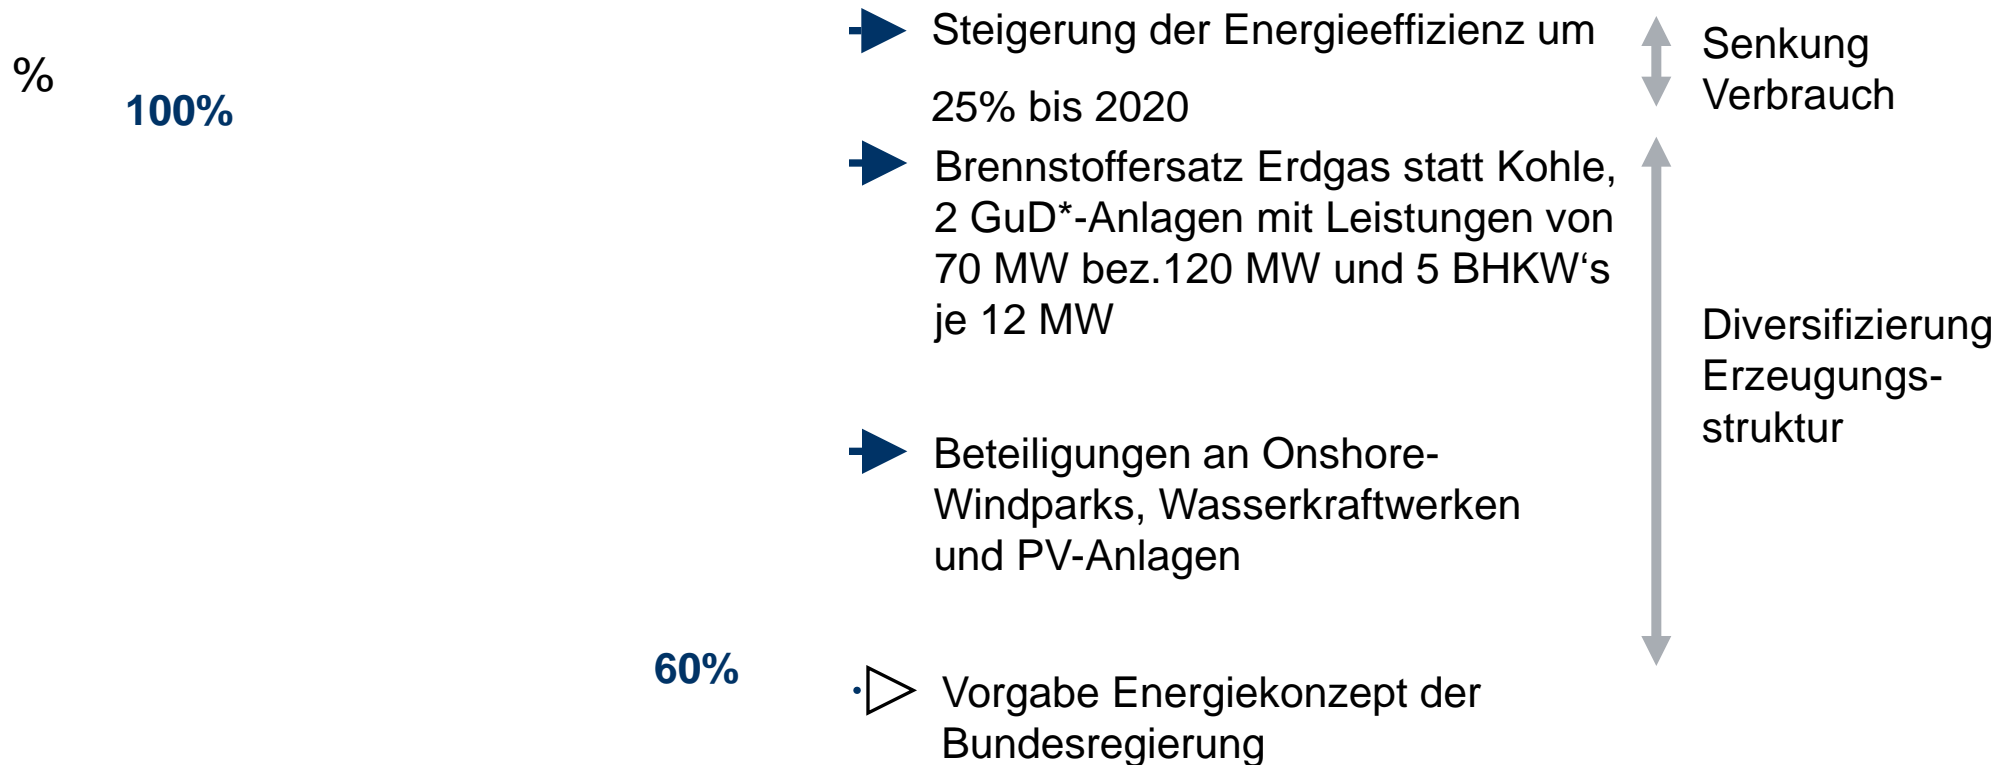 %
100%
Steigerung der Energieeffizienz um
25% bis 2020
Senkung
Verbrauch
Brennstoffersatz Erdgas statt Kohle,
2 GuD*-Anlagen mit Leistungen von
70 MW bez.120 MW und 5 BHKW‘s
je 12 MW
Diversifizierung
Erzeugungs-
struktur
Beteiligungen an Onshore-
Windparks, Wasserkraftwerken
und PV-Anlagen
60%
Vorgabe Energiekonzept der
Bundesregierung